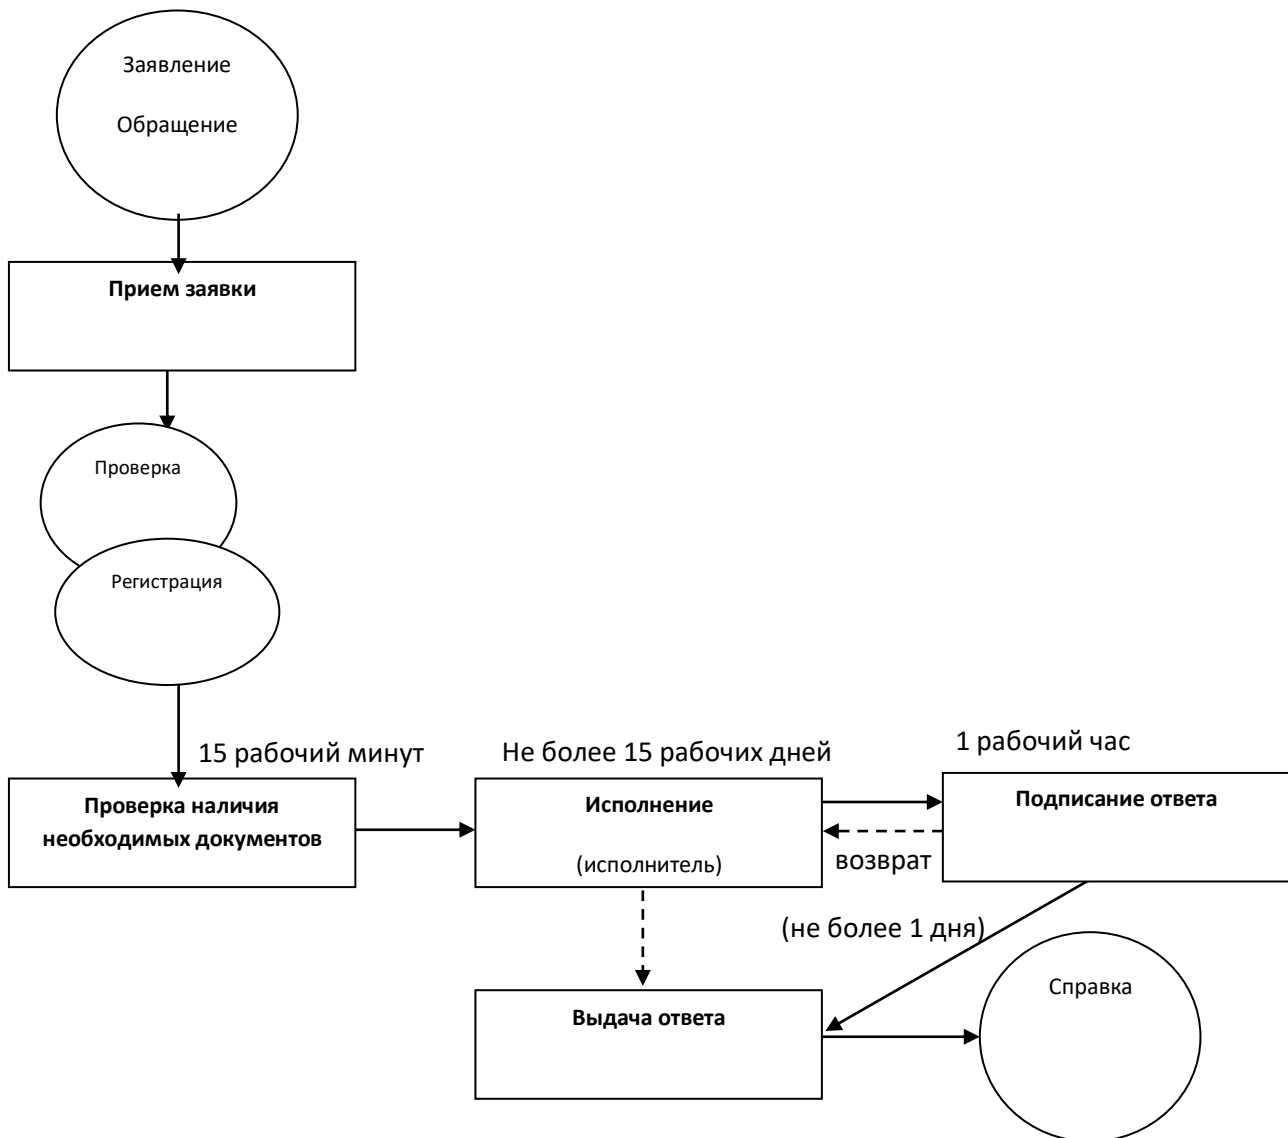 Заявление
Обращение
Прием заявки
Проверка
Регистрация
15 рабочий минут
Не более 15 рабочих дней
1 рабочий час
Проверка наличия
необходимых документов
Исполнение
(исполнитель)
Подписание ответа
возврат
(не более 1 дня)
Выдача ответа
Справка